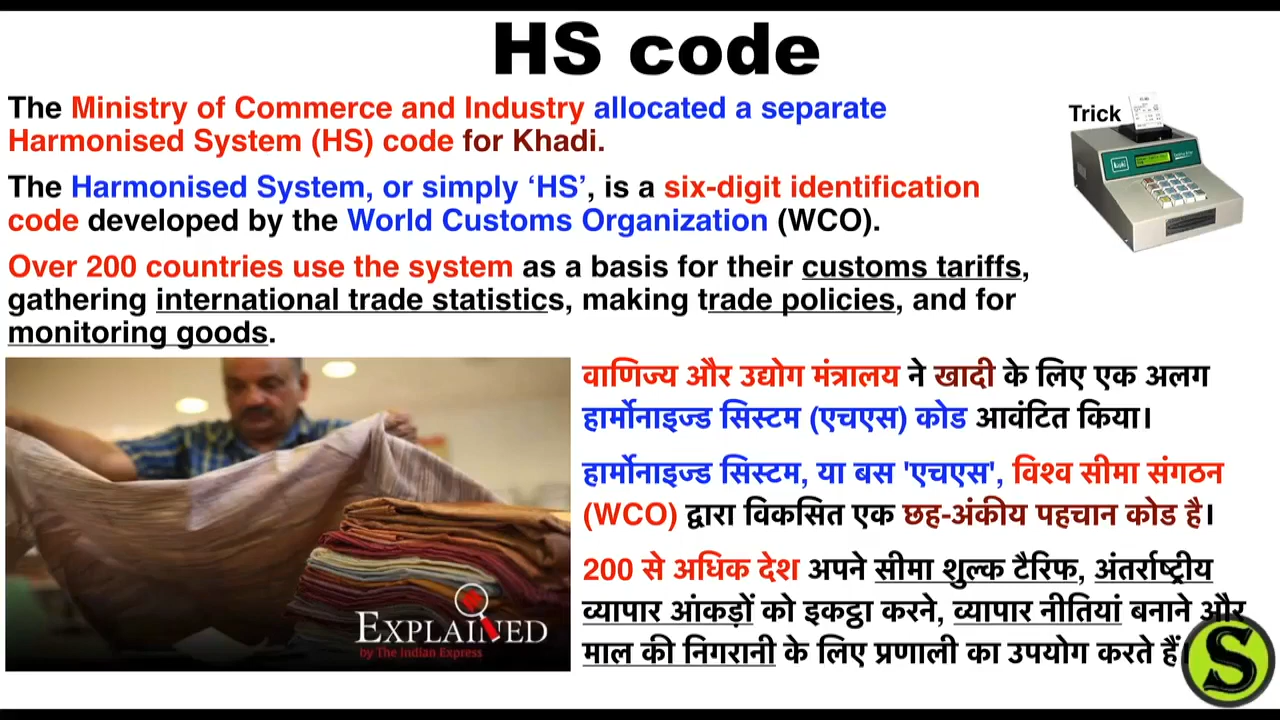 HS code
The Ministry of Commerce and Industry allocated a separate
Harmonised System (HS) code for Khadi.
Trick
The Harmonised System, or simply ‘HS’, is a six-digit identification
code developed by the World Customs Organization (WCO).
Over 200 countries use the system as a basis for their customs tariffs,
gathering international trade statistics, making trade policies, and for
monitoring goods.
वाणिज्य और उद्योग मंत्रालय ने खादी के लिए एक अलग
हार्मोनाइज्ड सिस्टम (एचएस) कोड आवंटित किया।
हार्मोनाइज्ड सिस्टम, या बस 'एचएस', विश्व सीमा संगठन
(WCO) द्वारा विकसित एक छह-अंकीय पहचान कोड है।
200 से अधिक देश अपने सीमा शुल्क टैरिफ, अंतर्राष्ट्रीय
व्यापार आंकड़ों को इकट्ठा करने, व्यापार नीतियां बनाने और
माल की निगरानी के लिए प्रणाली का उपयोग करते हैं।
EXPLAINED
by The Indian Express
S